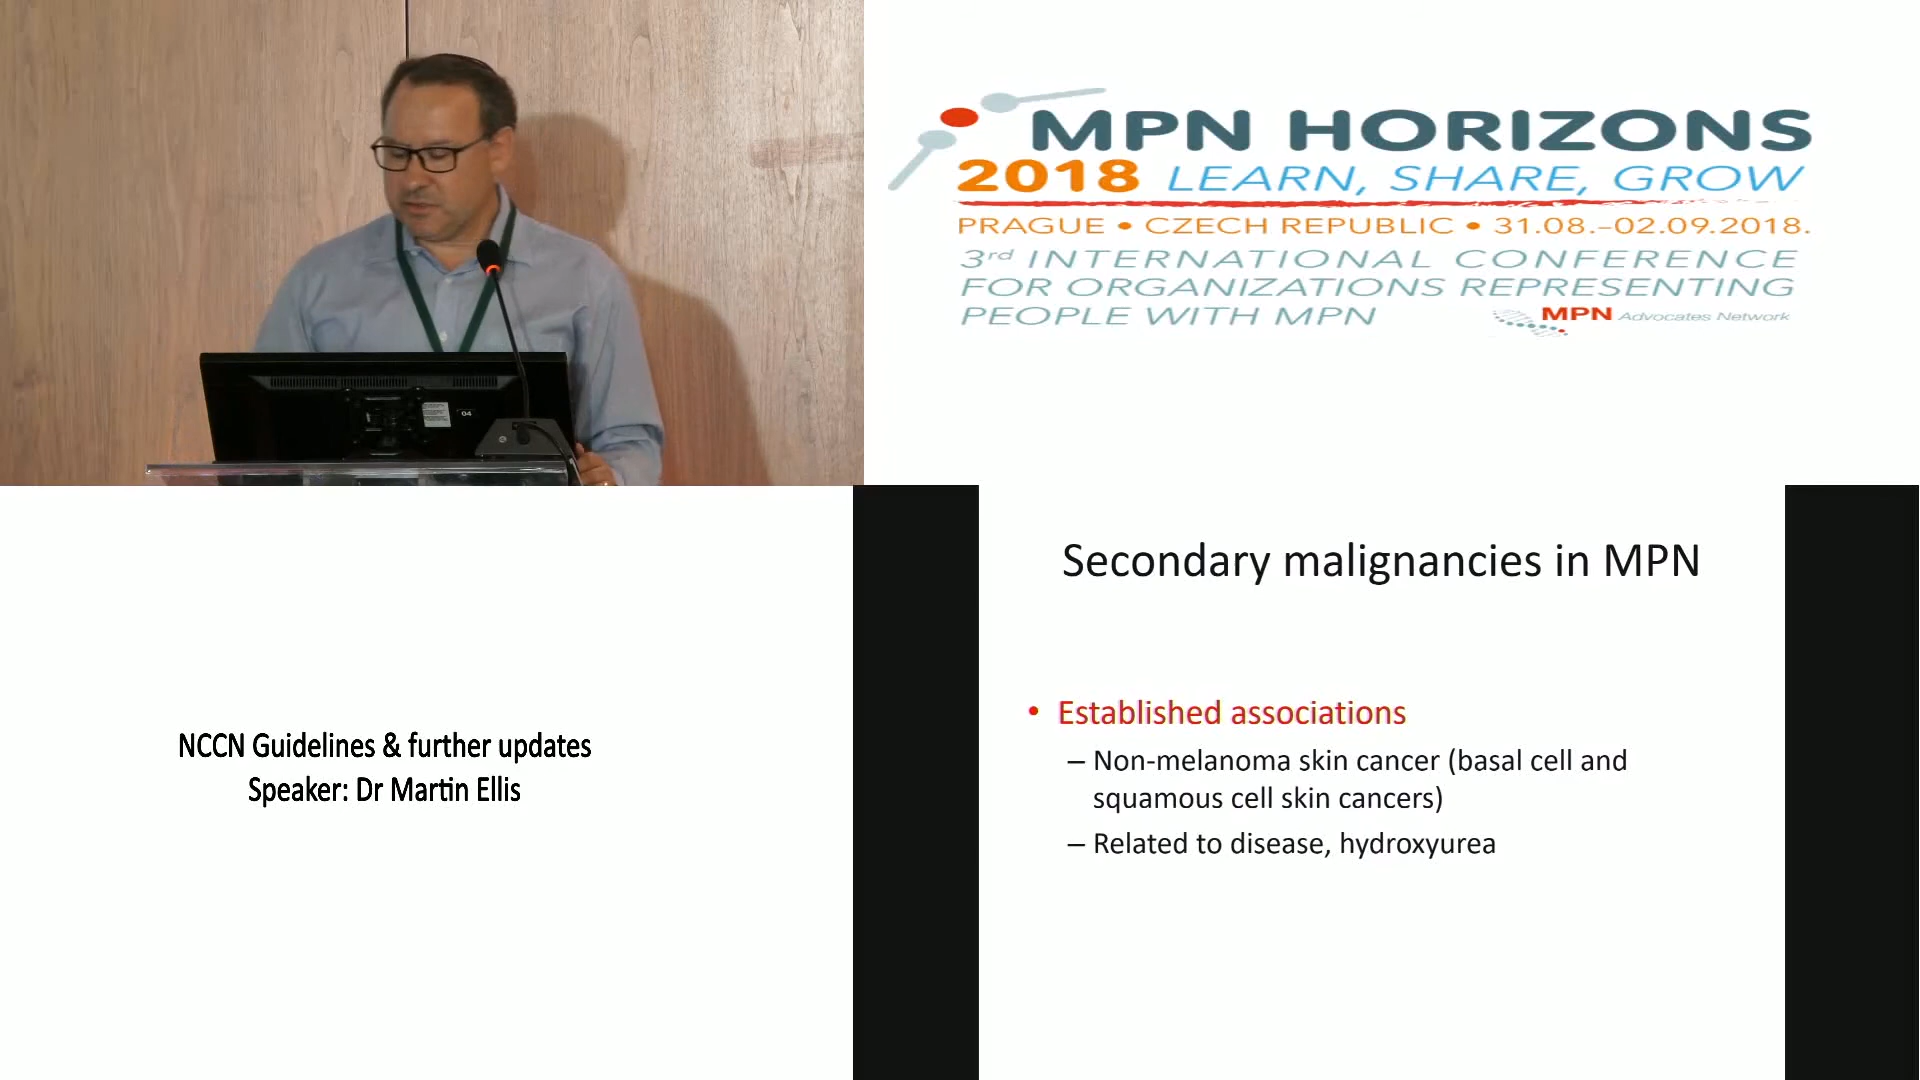 04
MPN HORIZONS
2018 LEARN, SHARE, GROW
PRAGUE • CZECH REPUBLIC • 31.08.–02.09.2018.
3rd INTERNATIONAL CONFERENCE
FOR ORGANIZATIONS REPRESENTING
PEOPLE WITH MPN
MPN Advocates Network
NCCN Guidelines & further updates
Speaker: Dr Martin Ellis
Secondary malignancies in MPN
• Established associations
– Non-melanoma skin cancer (basal cell and
squamous cell skin cancers)
– Related to disease, hydroxyurea